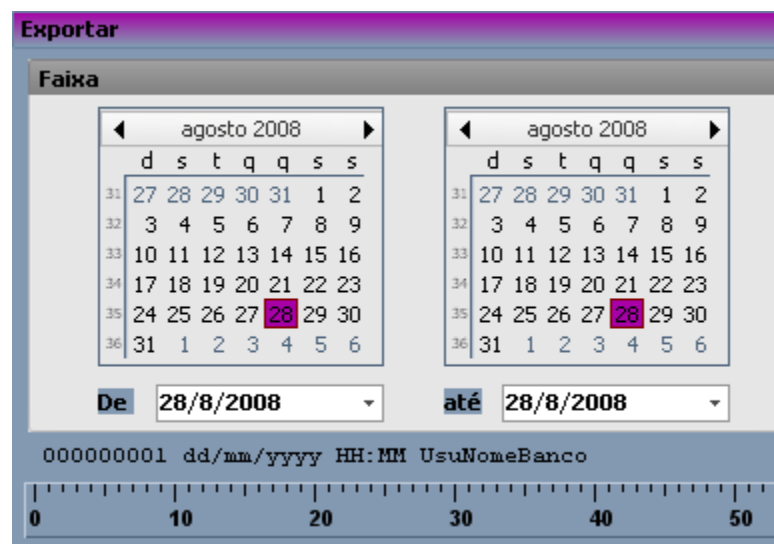 Exportar
Faixa
agosto 2008 agosto 2008
d s t q q s s d s t q q s s
31 27 28 29 30 31 1 2 31 27 28 29 30 31 1 2
32 3 4 5 6 7 8 9 32 3 4 5 6 7 8 9
33 10 11 12 13 14 15 16 33 10 11 12 13 14 15 16
34 17 18 19 20 21 22 23 34 17 18 19 20 21 22 23
35 24 25 26 27 28 29 30 35 24 25 26 27 28 29 30
36 31 1 2 3 4 5 6 36 31 1 2 3 4 5 6
De 28/8/2008 até 28/8/2008
000000001 dd/mm/yyyy HH:MM UsuNomeBanco
0 10 20 30 40 50